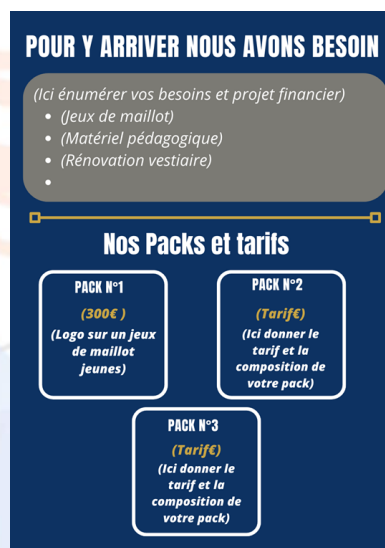 POUR Y ARRIVER NOUS AVONS BESOIN
(Ici énumérer vos besoins et projet financier)
• (Jeux de maillot)
• (Matériel pédagogique)
• (Rénovation vestiaire)
•
Nos Packs et tarifs
PACK N°1
(300€ )
(Logo sur un jeux
de maillot
jeunes)
PACK N°2
(Tarif€)
(Ici donner le
tarif et la
composition de
votre pack)
PACK N°3
(Tarif€)
(Ici donner le
tarif et la
composition de
votre pack)